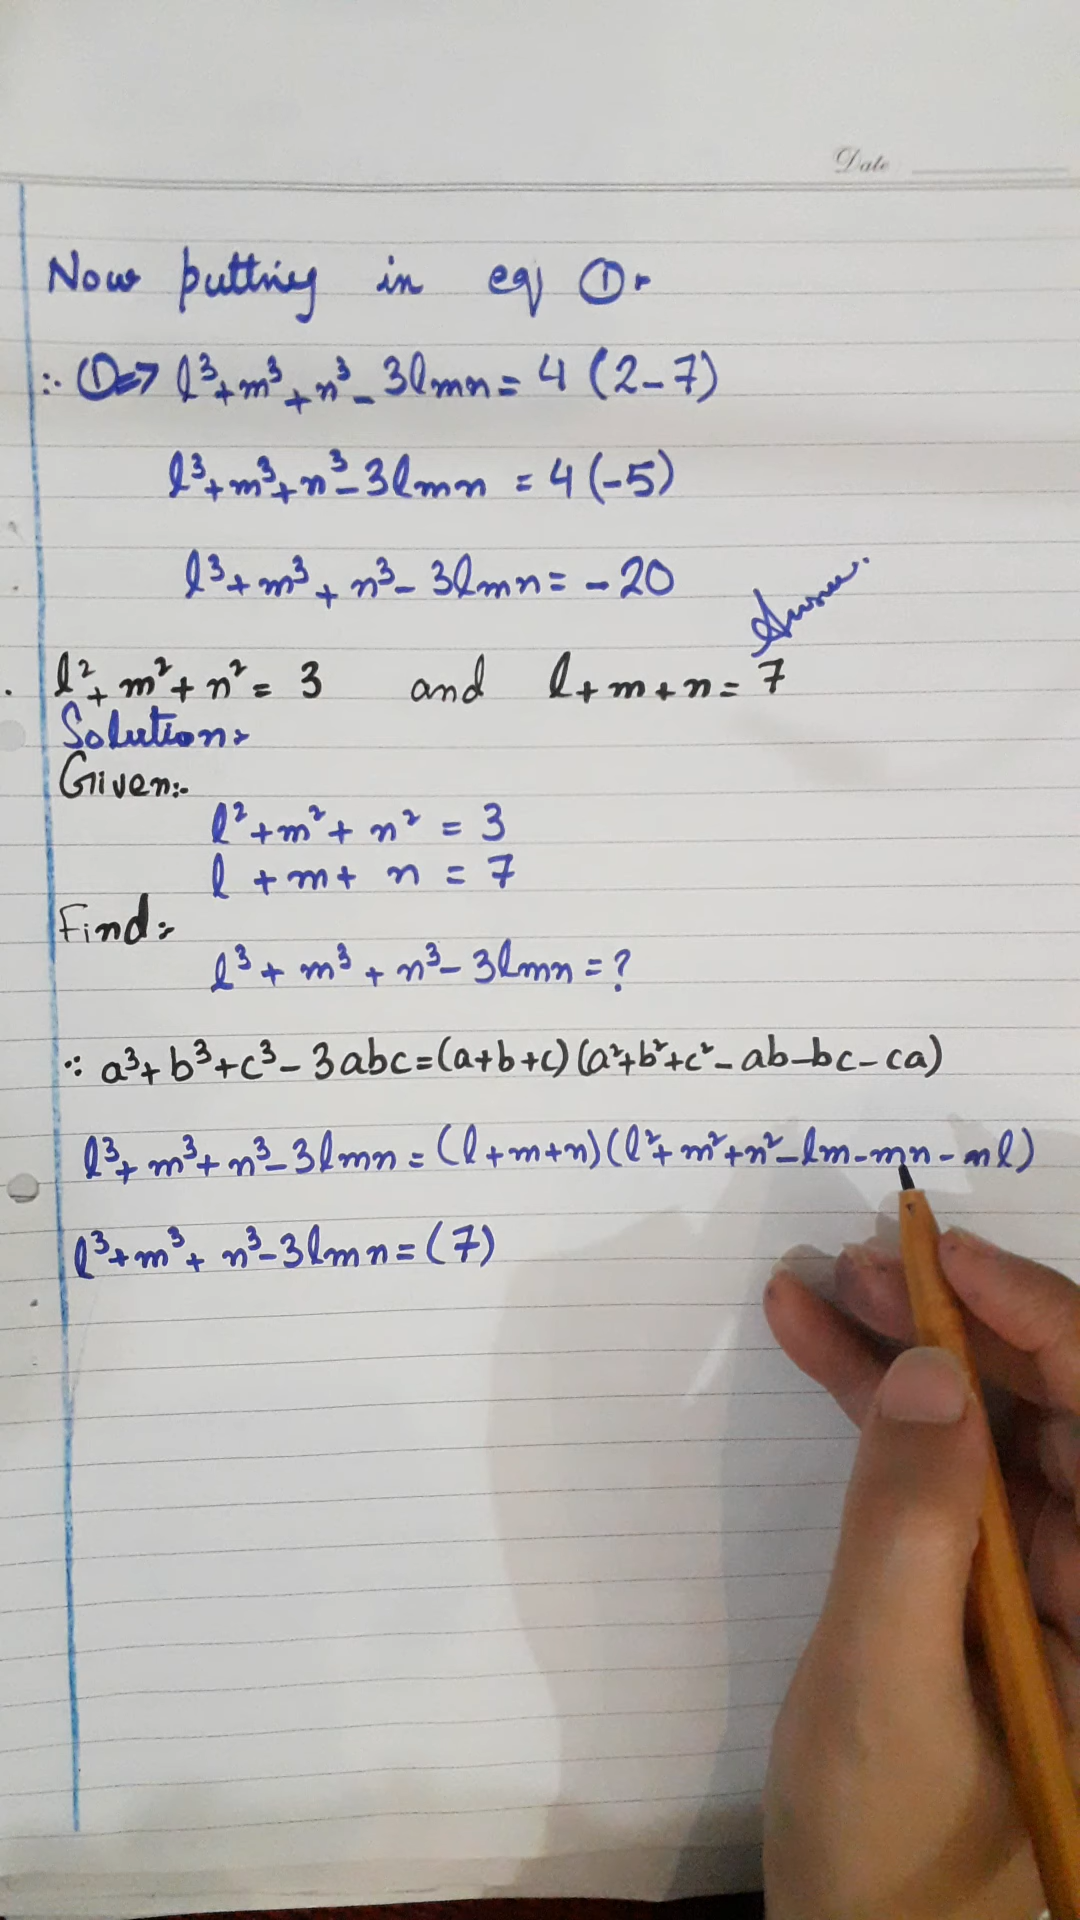 Date
Now putting in eq ①:-
∴ ①=> l³+m³+n³-3lmn = 4 (2-7)
l³+m³+n³-3lmn = 4(-5)
l³+m³+n³-3lmn = -20
Answer.
l²+m²+n² = 3 and l+m+n = 7
Solution:-
Given:-
l²+m²+n² = 3
l+m+n = 7
Find:-
l³+m³+n³-3lmn = ?
∵ a³+b³+c³-3abc=(a+b+c)(a²+b²+c²-ab-bc-ca)
l³+m³+n³-3lmn = (l+m+n)(l²+m²+n²-lm-mn-nl)
l³+m³+n³-3lmn = (7)